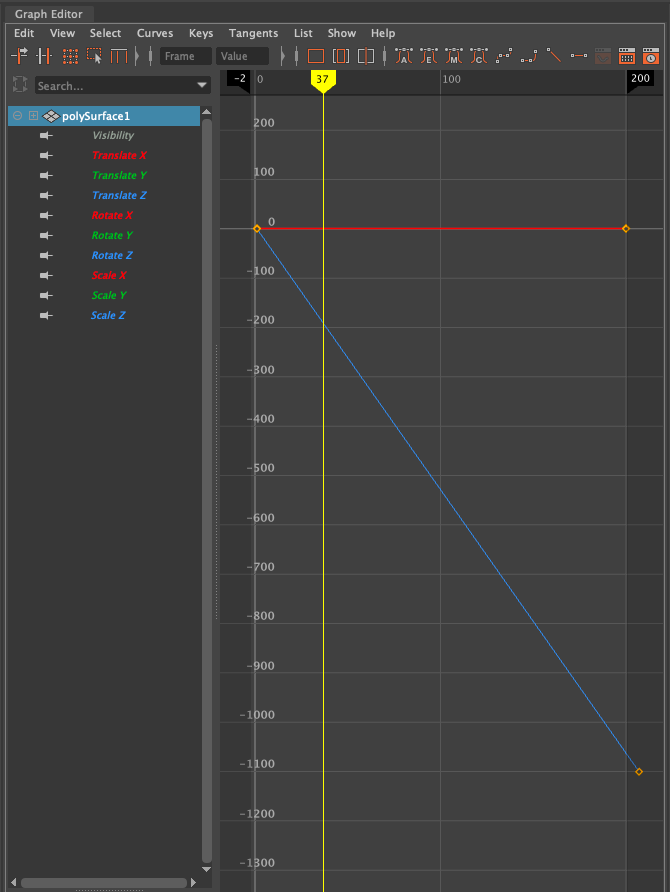 Graph Editor
Edit View Select Curves Keys Tangents List Show Help
Frame Value A E M C
Search... -2 0 37 100 200
polySurface1
Visibility
Translate X
Translate Y
Translate Z
Rotate X
Rotate Y
Rotate Z
Scale X
Scale Y
Scale Z
200
100
0
-100
-200
-300
-400
-500
-600
-700
-800
-900
-1000
-1100
-1200
-1300